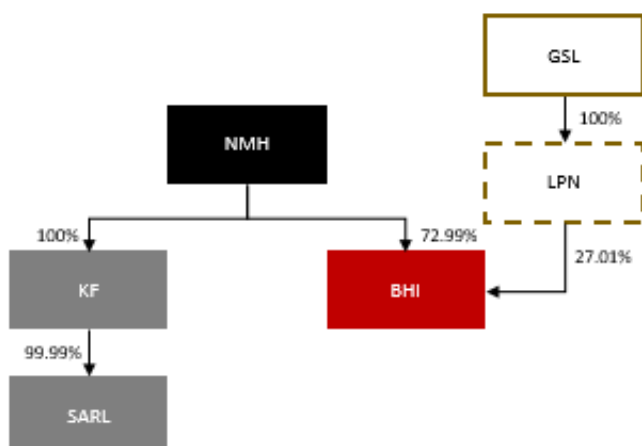 GSL
100%
NMH
LPN
100%
72.99%
27.01%
KF
BHI
99.99%
SARL